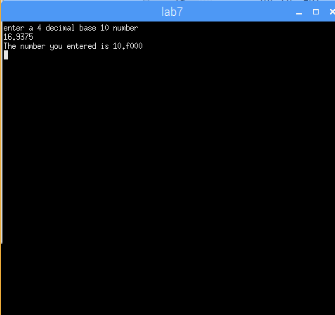 lab7
enter a 4 decimal base 10 number
16.9375
The number you entered is 10.f000